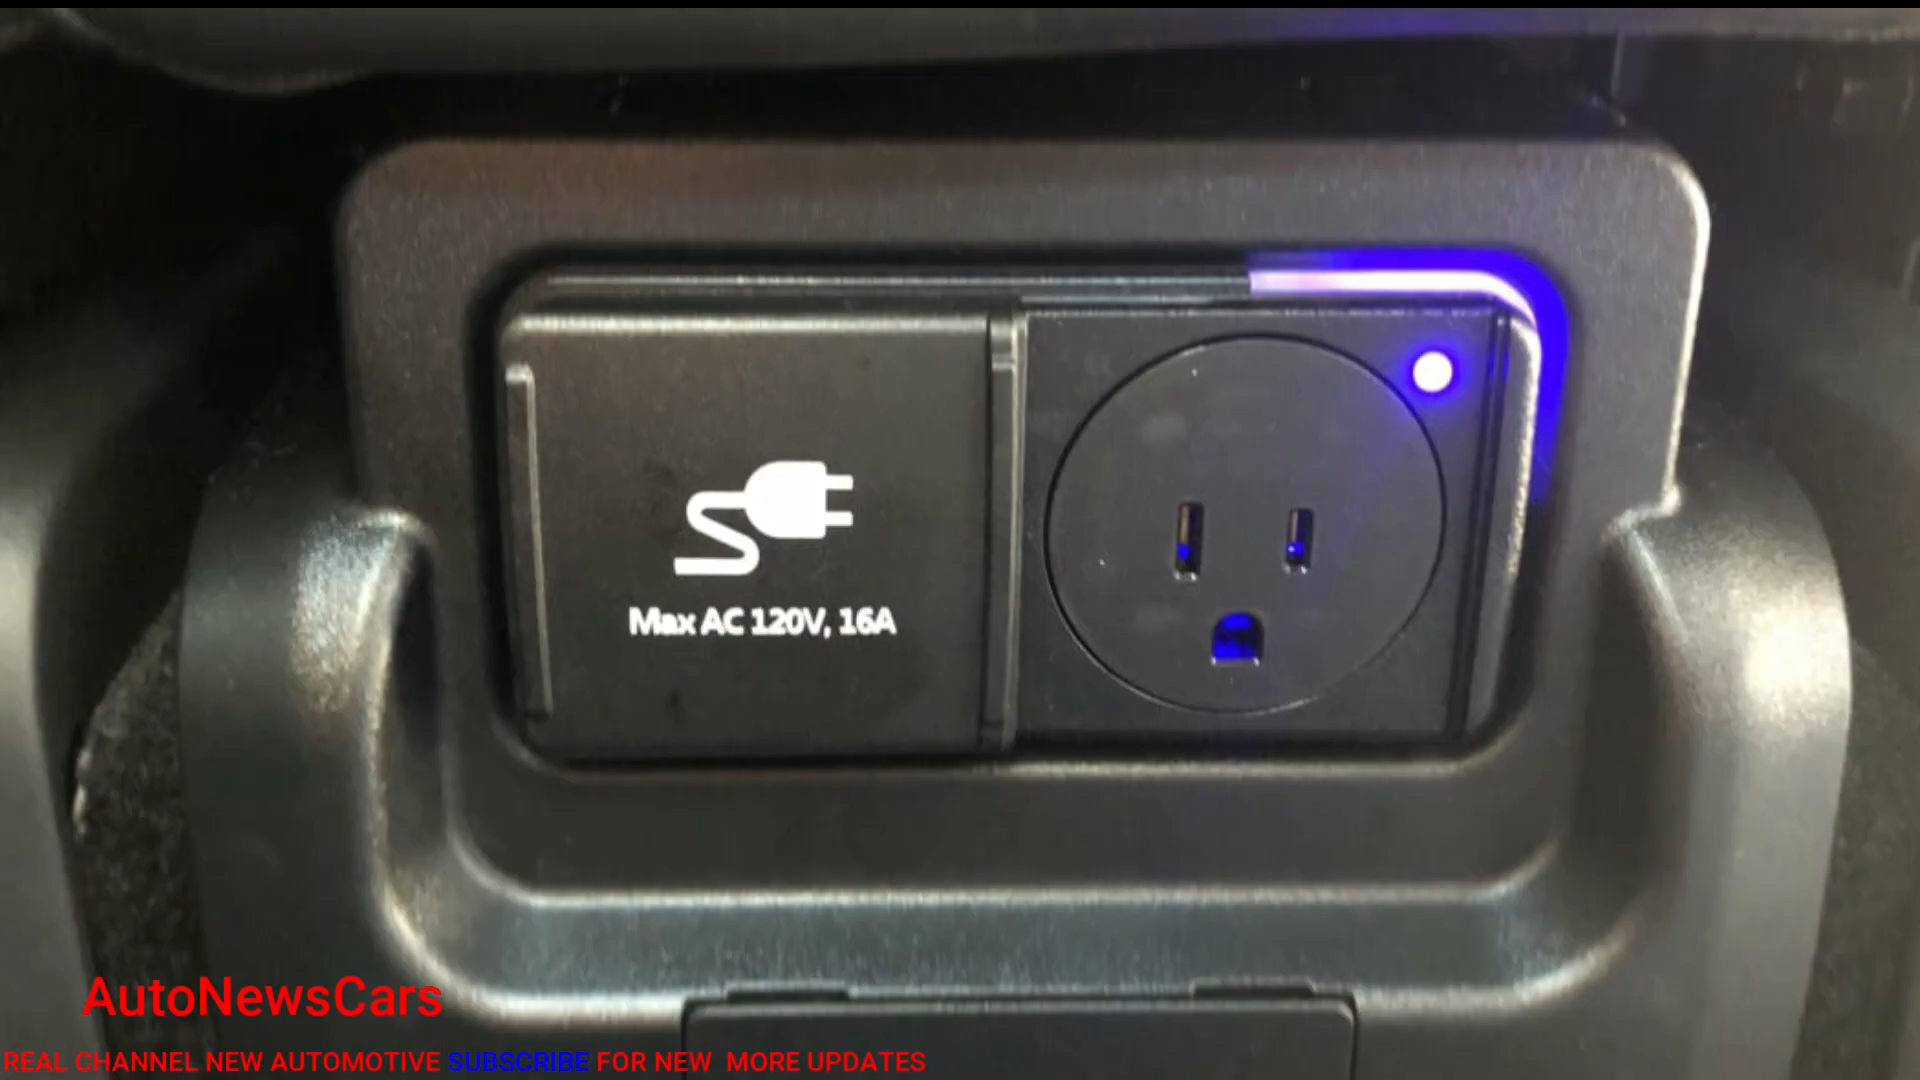 Max AC 120V, 16A
AutoNewsCars
REAL CHANNEL NEW AUTOMOTIVE SUBSCRIBE FOR NEW  MORE UPDATES